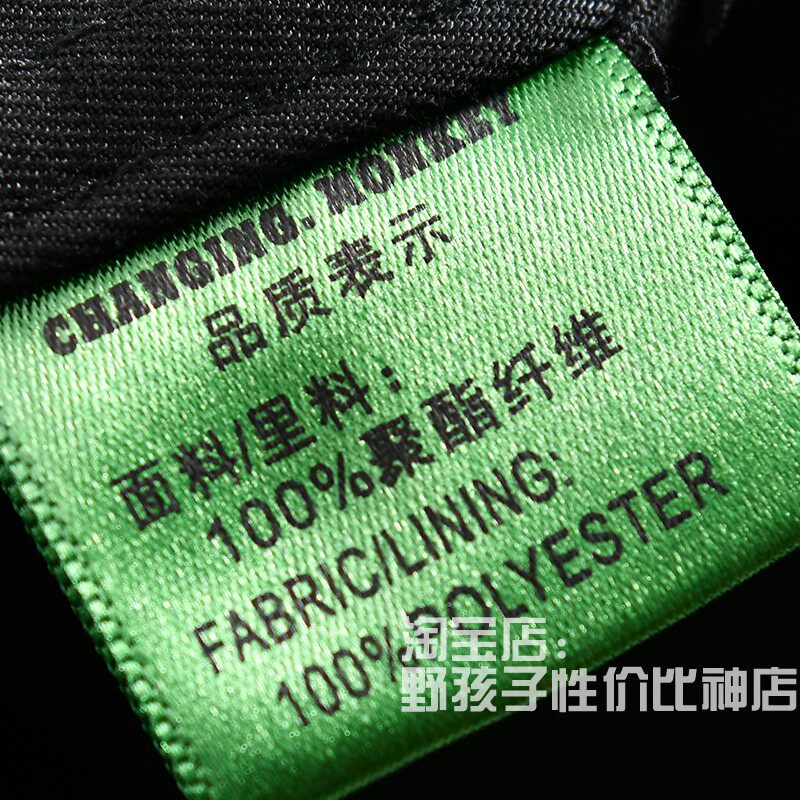 CHANGING. MONKEY
品质表示
面料/里料:
100%聚酯纤维
FABRIC/LINING:
100% POLYESTER
淘宝店:
野孩子性价比神店